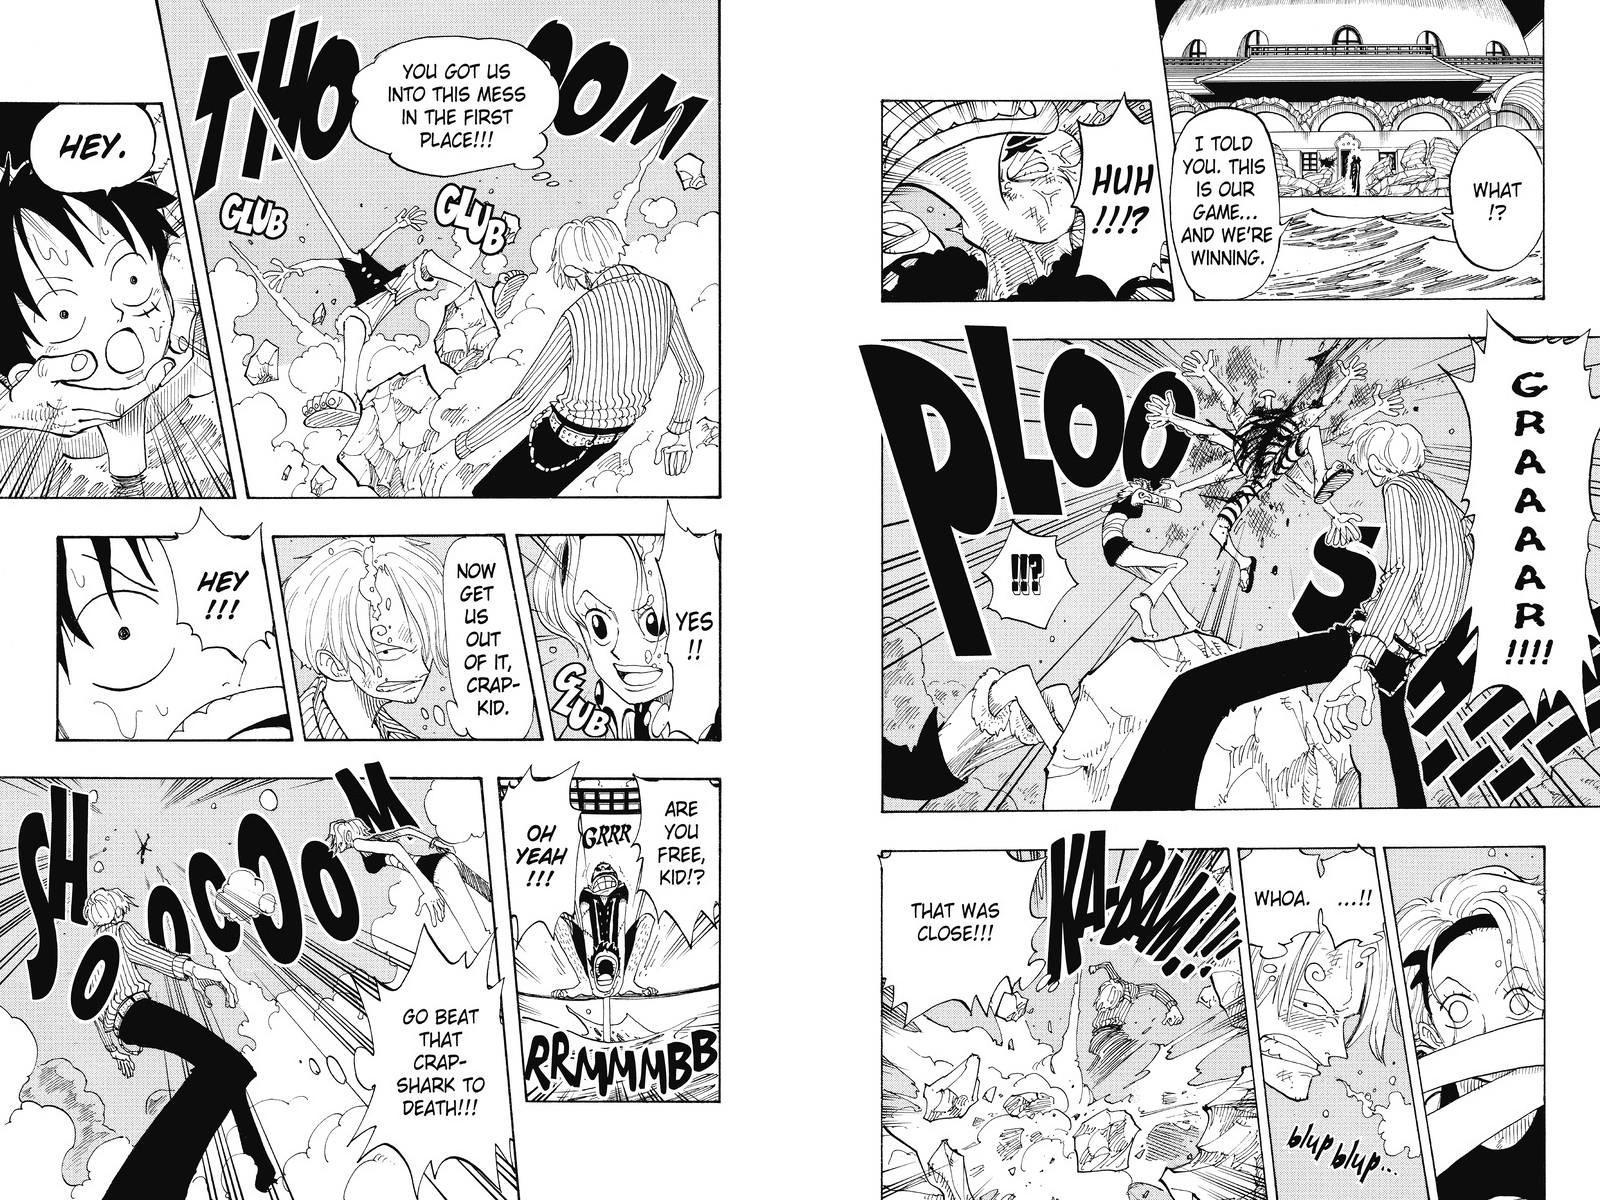 WHAT
!?
I TOLD
YOU. THIS
IS OUR
GAME...
AND WE'RE
WINNING.
HUH
!!!?
GRAAAAR!!!!
PLOOSH!!!
!!?
...!!
WHOA.
blup blup...
KA-BAM!!!!
THAT WAS
CLOSE!!!
YOU GOT US
INTO THIS MESS
IN THE FIRST
PLACE!!!
THOOOM
GLUB
GLUB
HEY.
YES
!!
GLUB
NOW
GET
US
OUT
OF IT,
CRAP-
KID.
HEY
!!!
ARE
YOU
FREE,
KID!?
GRRR
OH
YEAH
!!!
RRMMMMBB
SHOOOOOOM
GO BEAT
THAT
CRAP-
SHARK TO
DEATH!!!